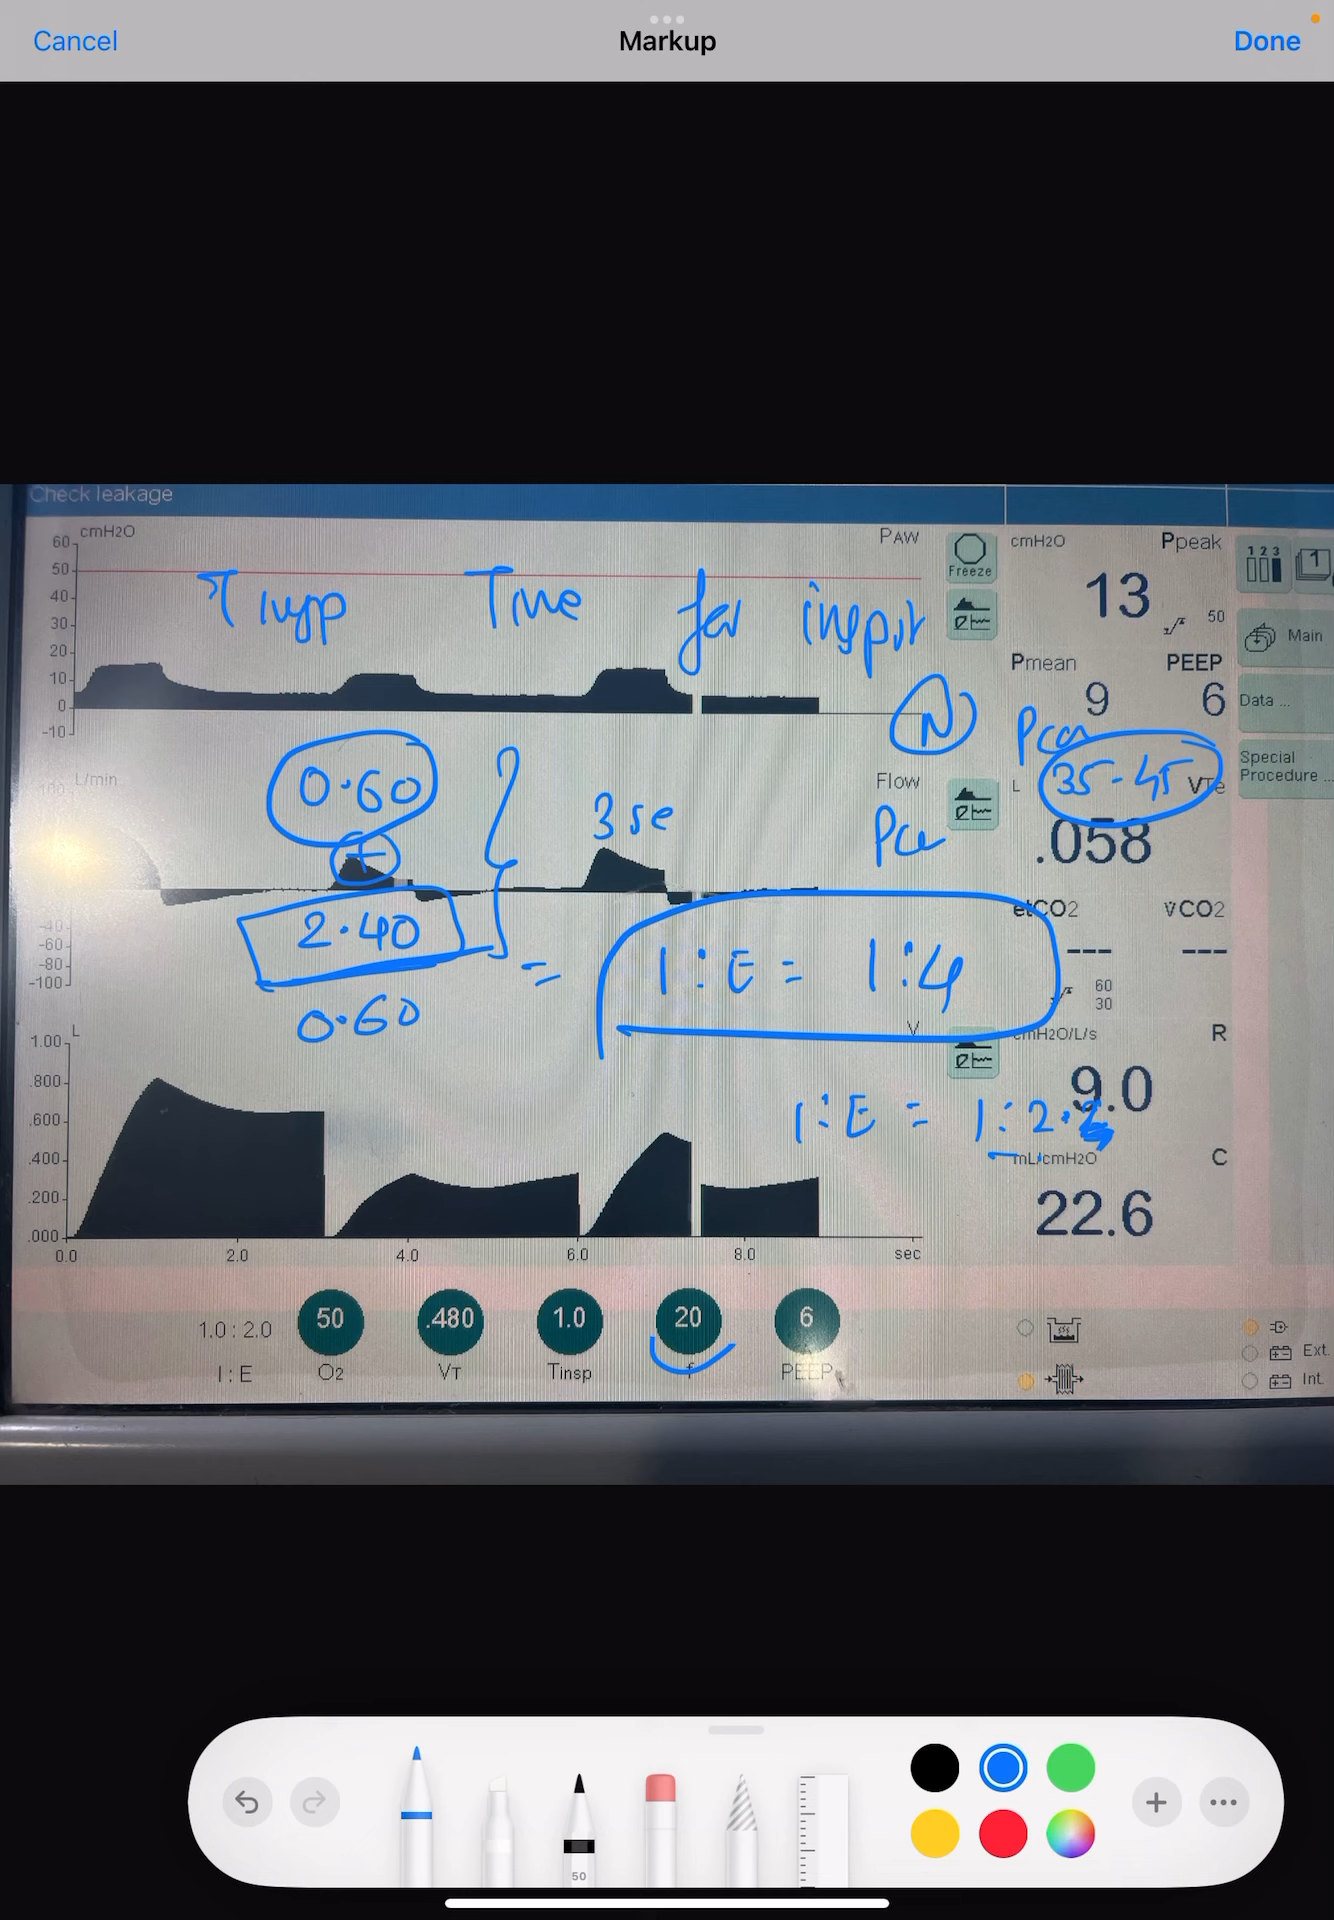 Cancel Markup Done
Check leakage
cmH2O PAW
60
50
40
30
20
10
0
-10
Freeze
cmH2O Ppeak
13
50
Pmean PEEP
9 6
1 2 3 1
Main
Data ...
Special
Procedure ...
Time for
N
0.60
L/min Flow
3 se
35-45
L VTe
.058
+
2.40
0.60
=
I:E = 1:4
-40
-60
-80
-100
etCO2 V̇CO2
--- ---
60
30
L V
cmH2O/L/s R
9.0
I:E = 1:2.
mL/cmH2O C
22.6
1.00
.800
.600
.400
.200
.000
0.0 2.0 4.0 6.0 8.0 sec
1.0 : 2.0 50 .480 1.0 20 6
I : E O2 VT Tinsp f PEEP
Ext.
Int.
50